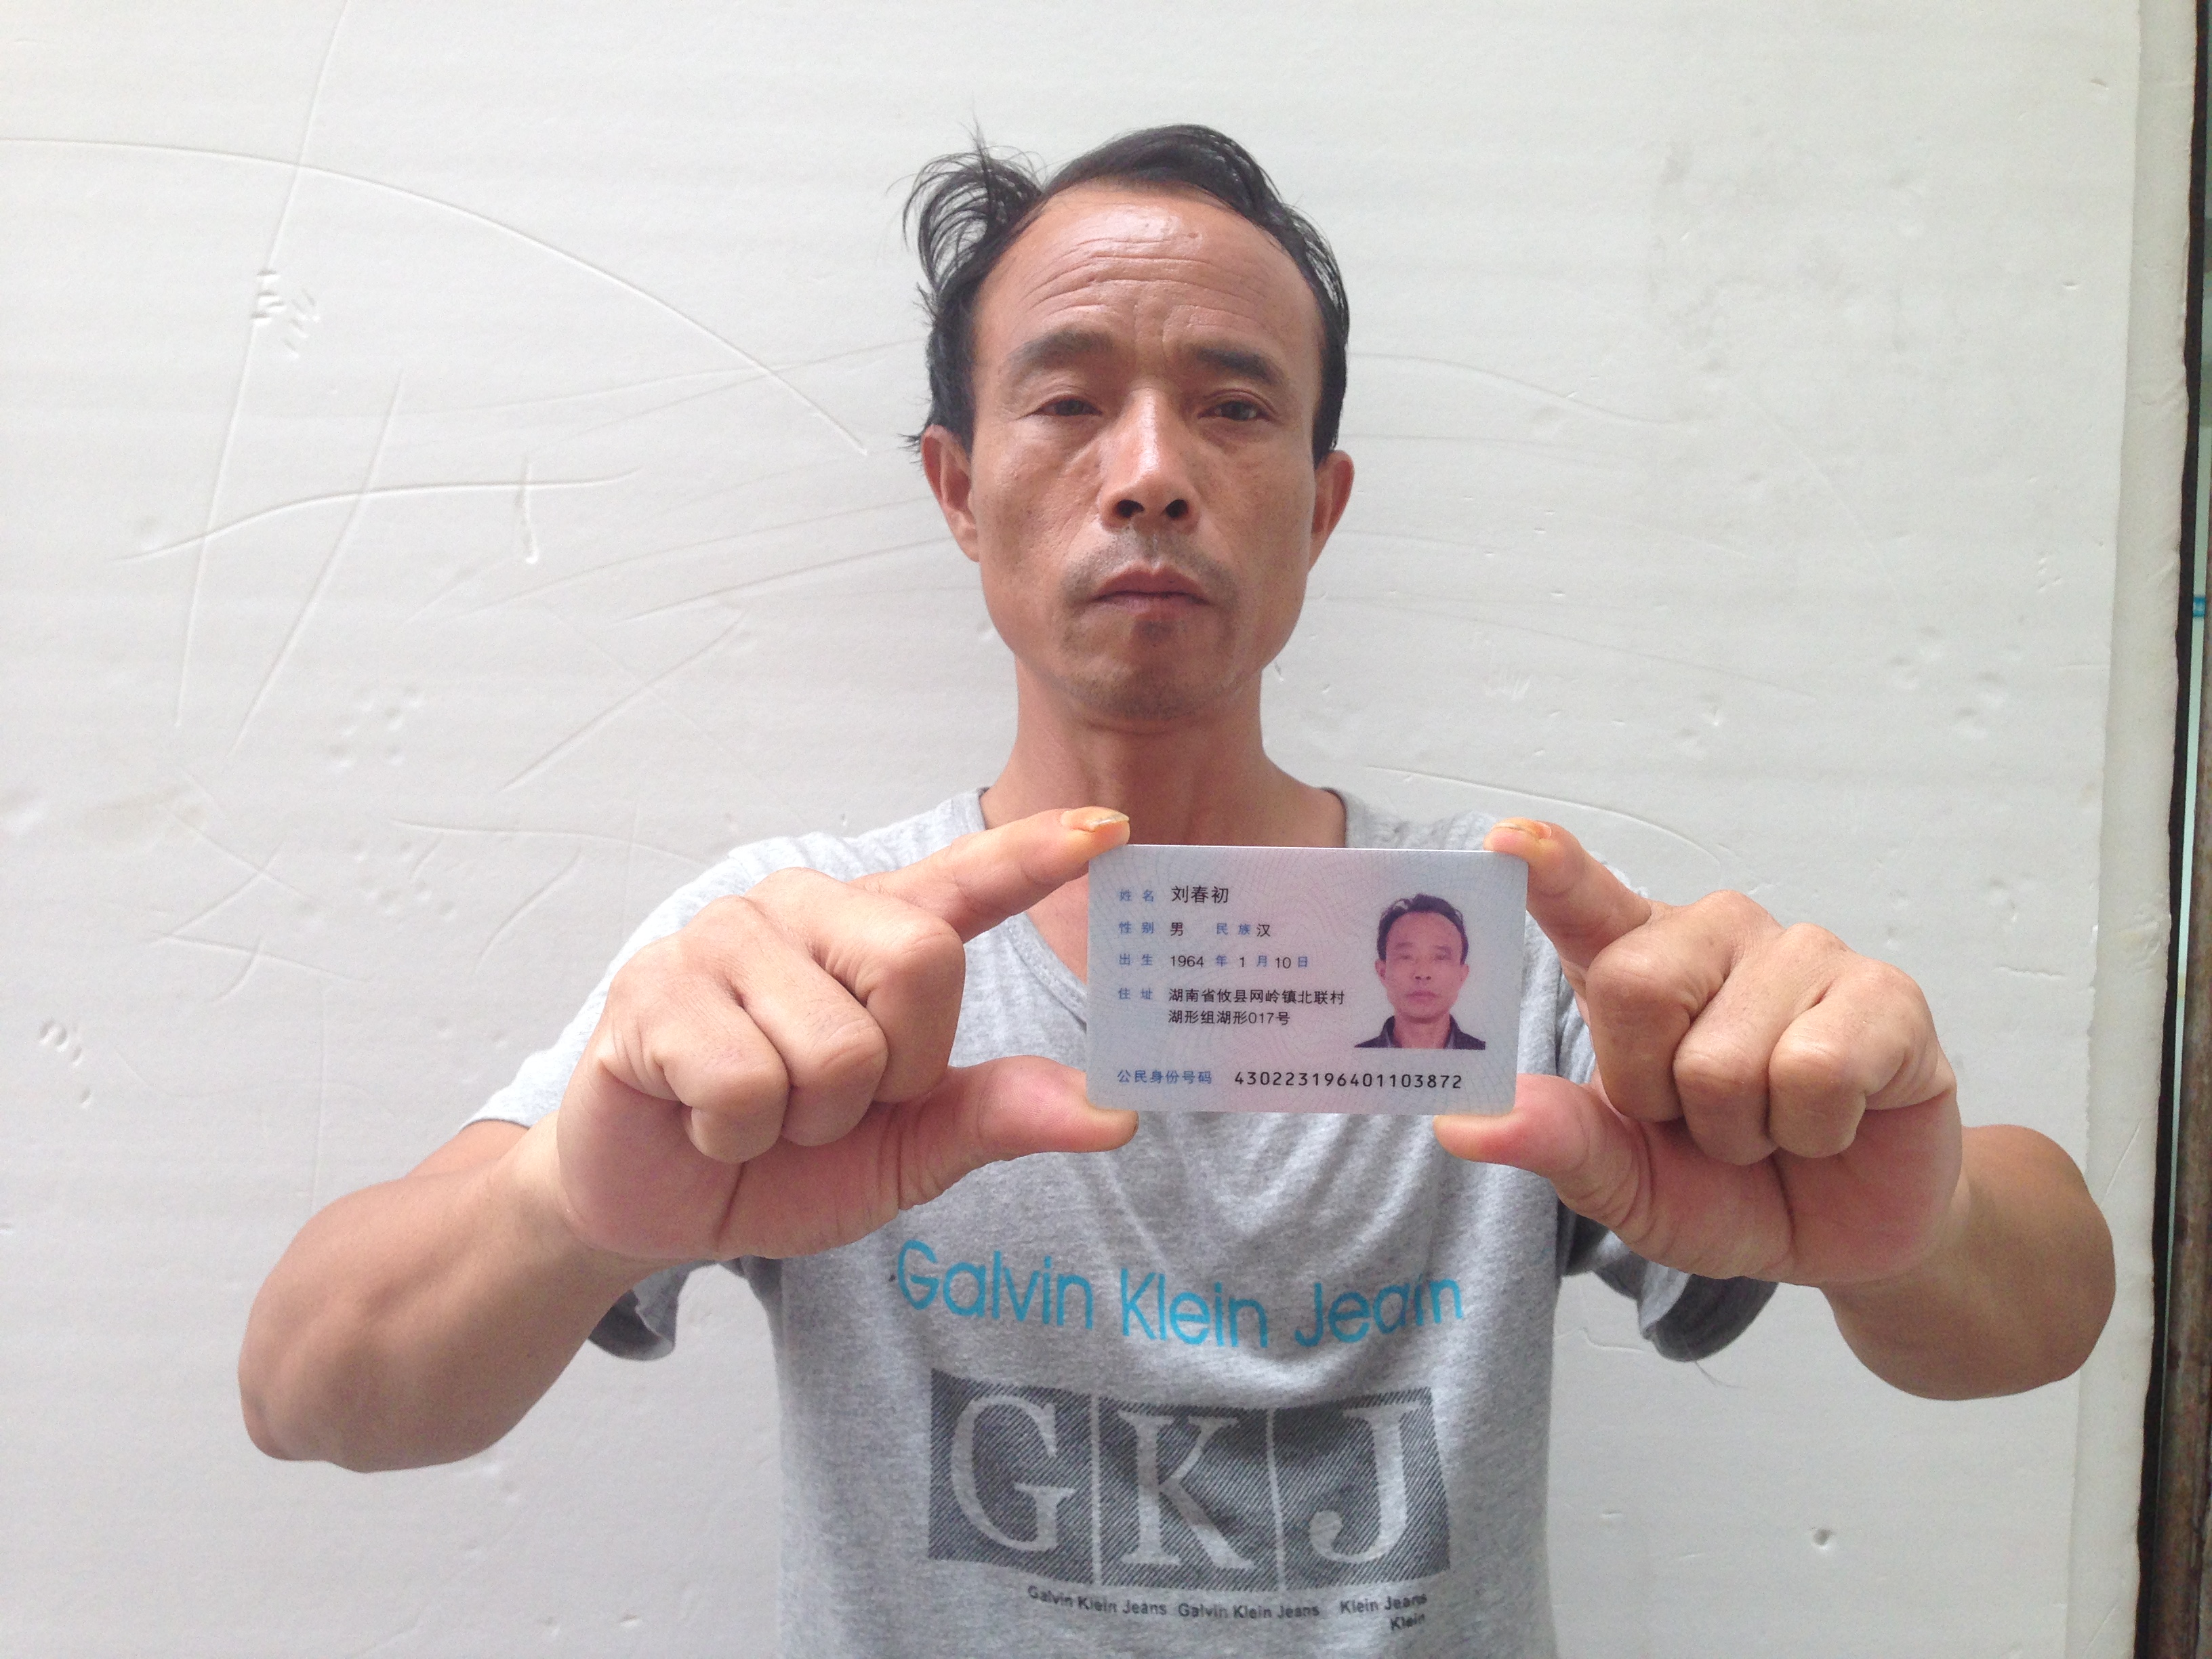 姓名 刘春初
性别 男 民族 汉
出生 1964 年 1 月 10 日
住址 湖南省攸县网岭镇北联村
湖形组湖形017号
公民身份号码 430223196401103872
Galvin Klein Jeain
GKJ
Galvin Klein Jeans Galvin Klein Jeans Klein Jeans
Klein